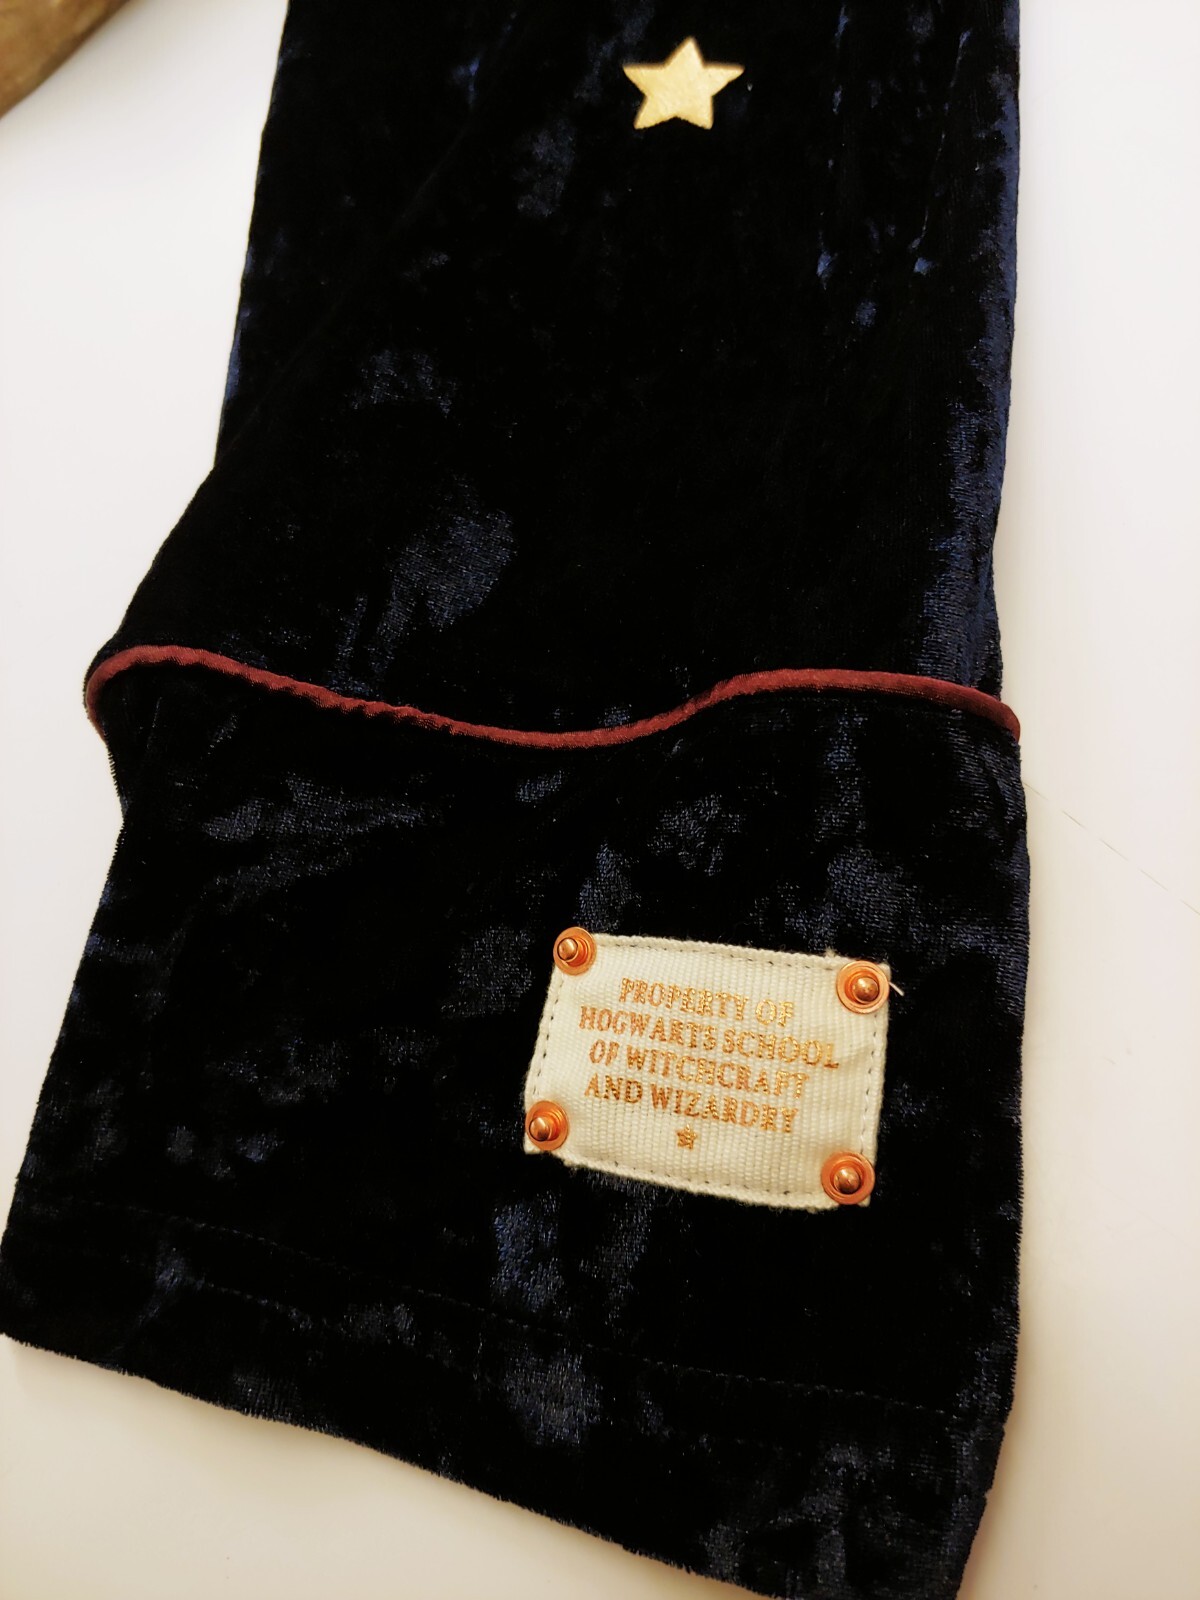 PROPERTY OF
HOGWARTS SCHOOL
OF WITCHCRAFT
AND WIZARDRY